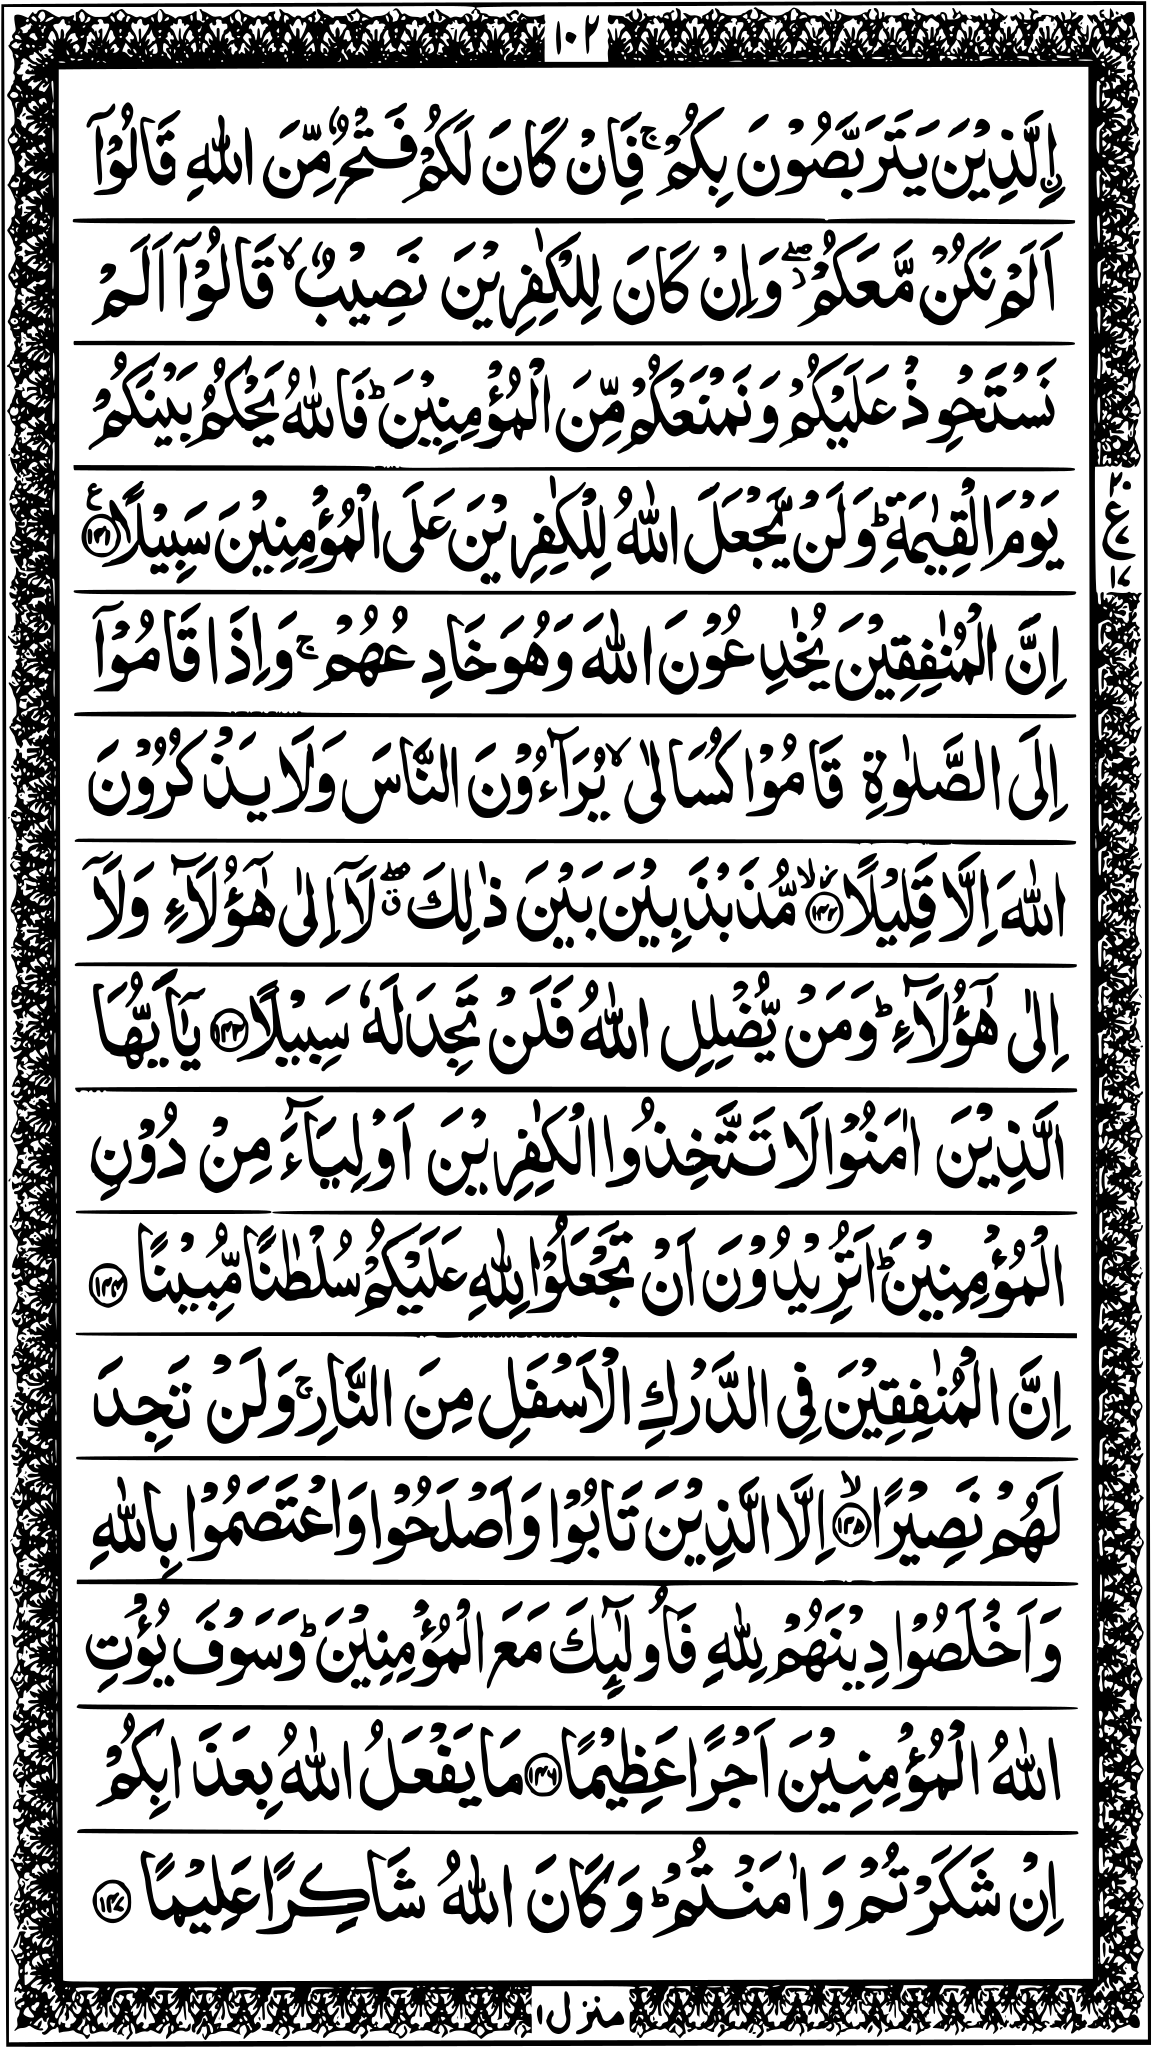 ١٠٢
اِۨلَّذِيْنَ يَتَرَبَّصُوْنَ بِكُمْ ۚ فَاِنْ كَانَ لَكُمْ فَتْحٌ مِّنَ اللّٰهِ قَالُوْٓا
اَلَمْ نَكُنْ مَّعَكُمْ ۖ وَاِنْ كَانَ لِلْكٰفِرِيْنَ نَصِيْبٌ ۙ قَالُوْٓا اَلَمْ
نَسْتَحْوِذْ عَلَيْكُمْ وَنَمْنَعْكُمْ مِّنَ الْمُؤْمِنِيْنَ ؕ فَاللّٰهُ يَحْكُمُ بَيْنَكُمْ
يَوْمَ الْقِيٰمَةِ ؕ وَلَنْ يَّجْعَلَ اللّٰهُ لِلْكٰفِرِيْنَ عَلَى الْمُؤْمِنِيْنَ سَبِيْلًا ۧ ١٤١
٢٠
ع
٧
١٧
اِنَّ الْمُنٰفِقِيْنَ يُخٰدِعُوْنَ اللّٰهَ وَهُوَ خَادِعُهُمْ ۚ وَاِذَا قَامُوْٓا
اِلَى الصَّلٰوةِ قَامُوْا كُسَالٰى ۙ يُرَآءُوْنَ النَّاسَ وَلَا يَذْكُرُوْنَ
اللّٰهَ اِلَّا قَلِيْلًا ١٤٢ۙ مُّذَبْذَبِيْنَ بَيْنَ ذٰلِكَ ۖ ق لَآ اِلٰى هٰٓؤُلَآءِ وَلَآ
اِلٰى هٰٓؤُلَآءِ ؕ وَمَنْ يُّضْلِلِ اللّٰهُ فَلَنْ تَجِدَ لَهٗ سَبِيْلًا ١٤٣ يٰٓاَيُّهَا
الَّذِيْنَ اٰمَنُوْا لَا تَتَّخِذُوا الْكٰفِرِيْنَ اَوْلِيَآءَ مِنْ دُوْنِ
الْمُؤْمِنِيْنَ ؕ اَتُرِيْدُوْنَ اَنْ تَجْعَلُوْا لِلّٰهِ عَلَيْكُمْ سُلْطٰنًا مُّبِيْنًا ١٤٤
اِنَّ الْمُنٰفِقِيْنَ فِى الدَّرْكِ الْاَسْفَلِ مِنَ النَّارِ ۚ وَلَنْ تَجِدَ
لَهُمْ نَصِيْرًا ١٤٥ۙ اِلَّا الَّذِيْنَ تَابُوْا وَاَصْلَحُوْا وَاعْتَصَمُوْا بِاللّٰهِ
وَاَخْلَصُوْا دِيْنَهُمْ لِلّٰهِ فَاُولٰٓئِكَ مَعَ الْمُؤْمِنِيْنَ ؕ وَسَوْفَ يُؤْتِ
اللّٰهُ الْمُؤْمِنِيْنَ اَجْرًا عَظِيْمًا ١٤٦ مَا يَفْعَلُ اللّٰهُ بِعَذَابِكُمْ
اِنْ شَكَرْتُمْ وَاٰمَنْتُمْ ؕ وَكَانَ اللّٰهُ شَاكِرًا عَلِيْمًا ١٤٧
منزل ١